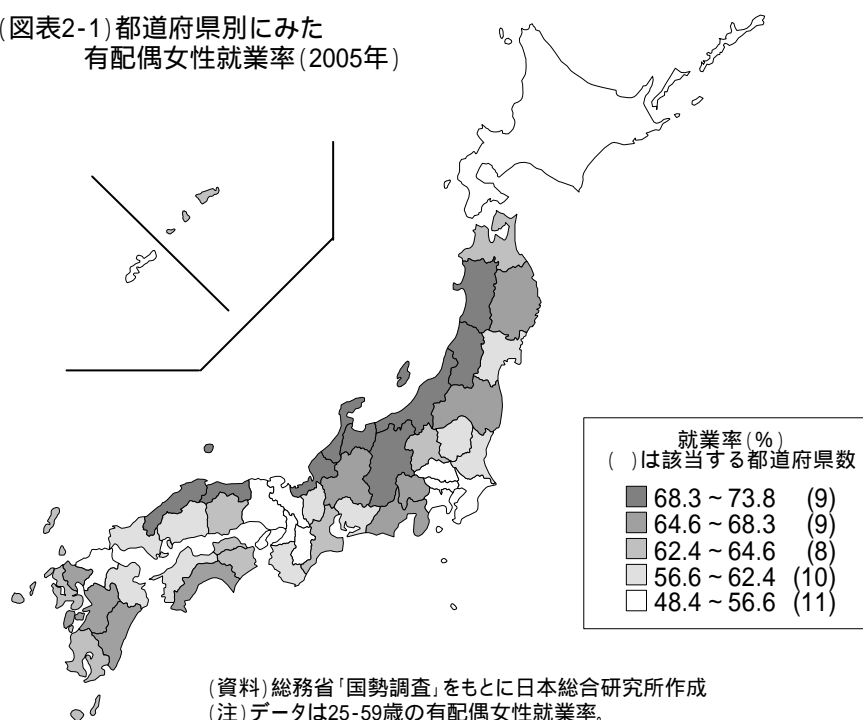 (図表2-1)都道府県別にみた
有配偶女性就業率(2005年)
就業率(%)
(　)は該当する都道府県数
68.3～73.8 (9)
64.6～68.3 (9)
62.4～64.6 (8)
56.6～62.4 (10)
48.4～56.6 (11)
(資料)総務省「国勢調査」をもとに日本総合研究所作成
(注)データは25-59歳の有配偶女性就業率。